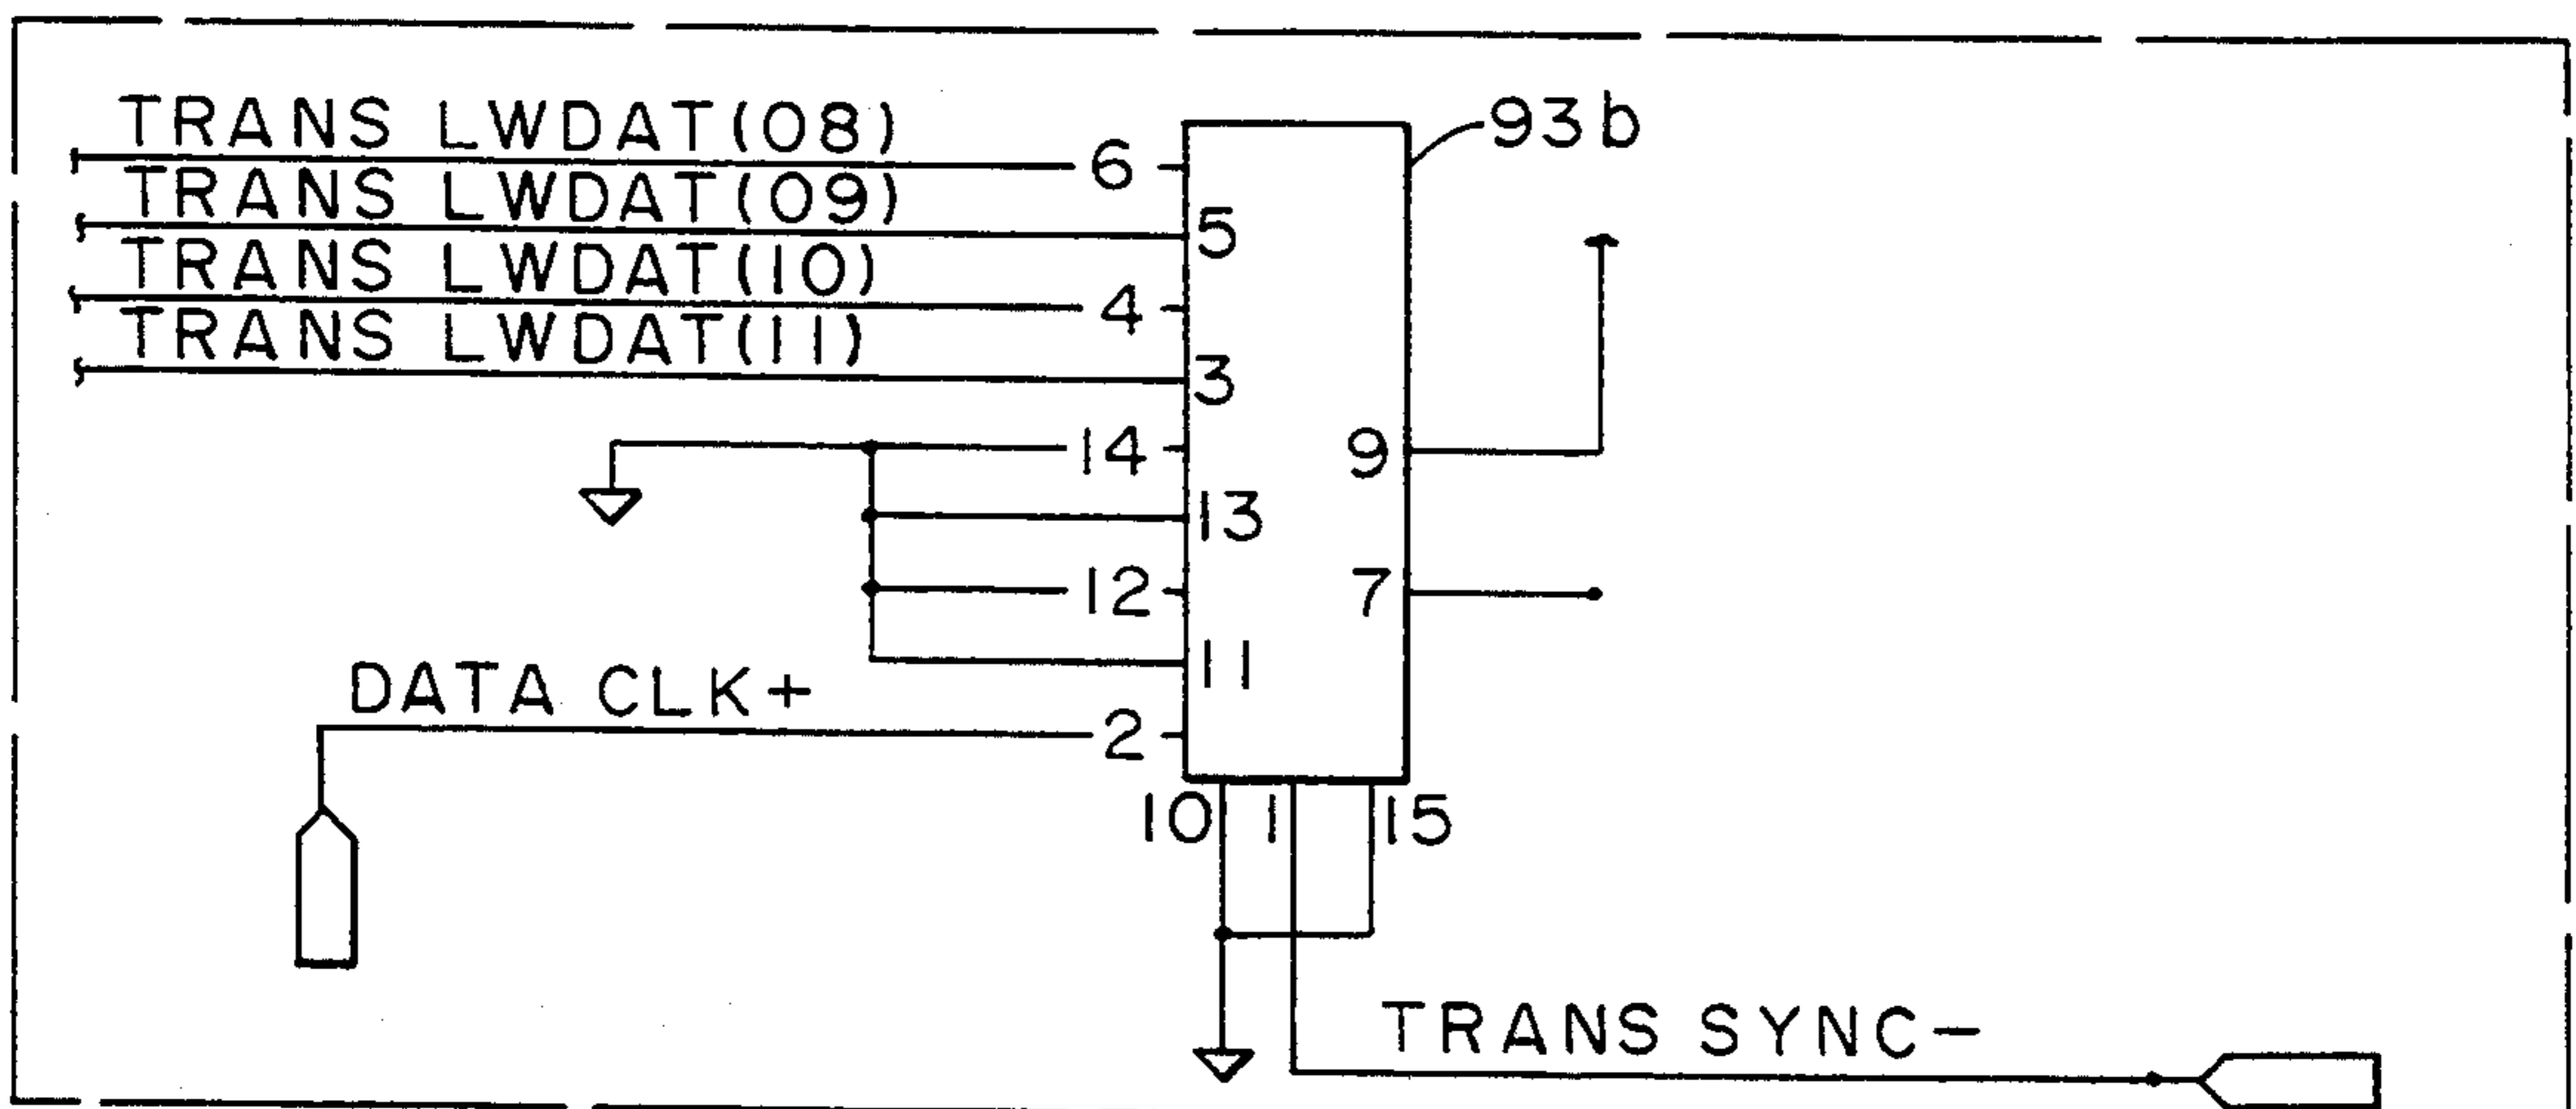 TRANS LWDAT(08)
93b
6
TRANS LWDAT(09)
5
TRANS LWDAT(10)
4
TRANS LWDAT(11)
3
14
9
13
12
7
11
DATA CLK+
2
10 1 15
TRANS SYNC-